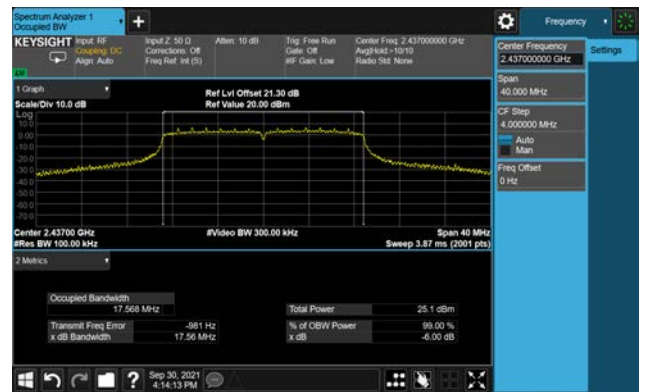 Spectrum Analyzer 1
Occupied BW
Frequency
KEYSIGHT
Input: RF
Coupling: DC
Align: Auto
Input Z: 50 Ω
Corrections: Off
Freq Ref: Int (S)
Atten: 10 dB
Trig: Free Run
Gate: Off
#IF Gain: Low
Center Freq: 2.437000000 GHz
Avg|Hold:>10/10
Radio Std: None
Center Frequency
2.437000000 GHz
Settings
Span
40.000 MHz
CF Step
4.000000 MHz
Auto
Man
Freq Offset
0 Hz
1 Graph
Scale/Div 10.0 dB
Ref Lvl Offset 21.30 dB
Ref Value 20.00 dBm
Log
10.0
0.00
-10.0
-20.0
-30.0
-40.0
-50.0
-60.0
-70.0
Center 2.43700 GHz
#Res BW 100.00 kHz
#Video BW 300.00 kHz
Span 40 MHz
Sweep 3.87 ms (2001 pts)
2 Metrics
Occupied Bandwidth
17.568 MHz
Total Power 25.1 dBm
Transmit Freq Error -981 Hz
% of OBW Power 99.00 %
x dB Bandwidth 17.56 MHz
x dB -6.00 dB
?
Sep 30, 2021
4:14:13 PM